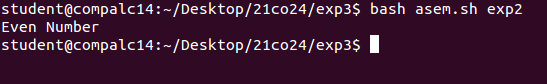 student@compalc14:~/Desktop/21co24/exp3$ bash asem.sh exp2
Even Number
student@compalc14:~/Desktop/21co24/exp3$